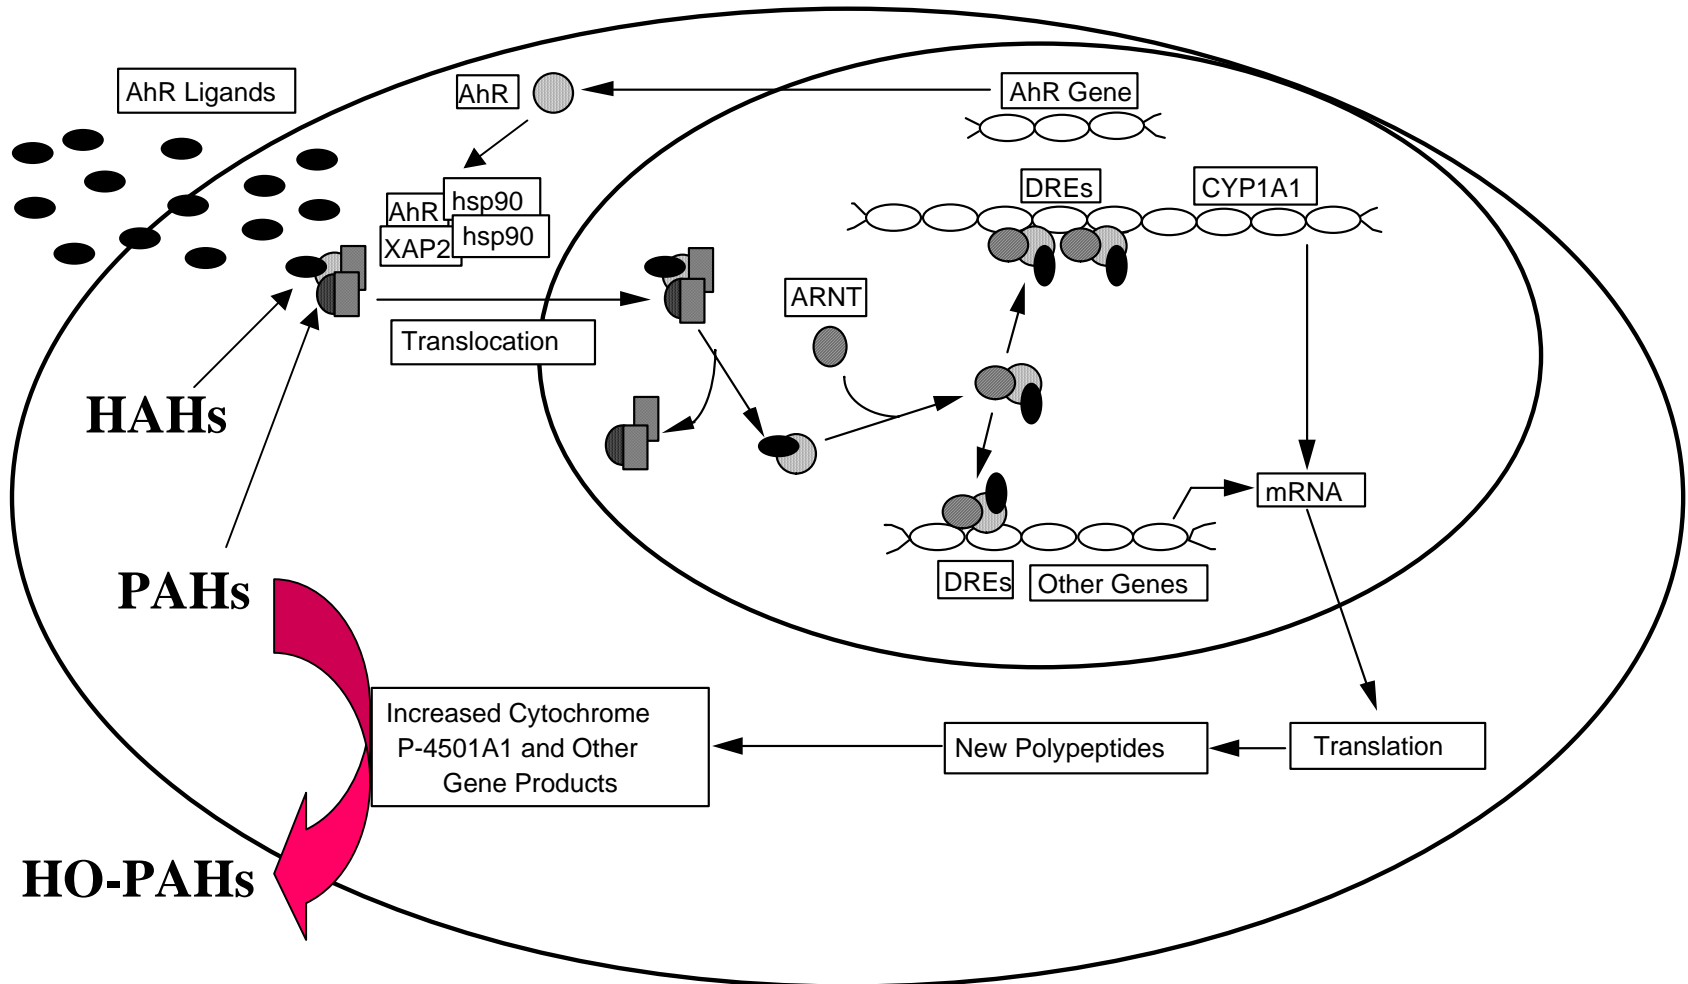 AhR Ligands
AhR
AhR Gene
DREs
CYP1A1
hsp90
AhR
hsp90
XAP2
ARNT
Translocation
HAHs
mRNA
DREs
Other Genes
PAHs
Increased Cytochrome
P-4501A1 and Other
Gene Products
New Polypeptides
Translation
HO-PAHs